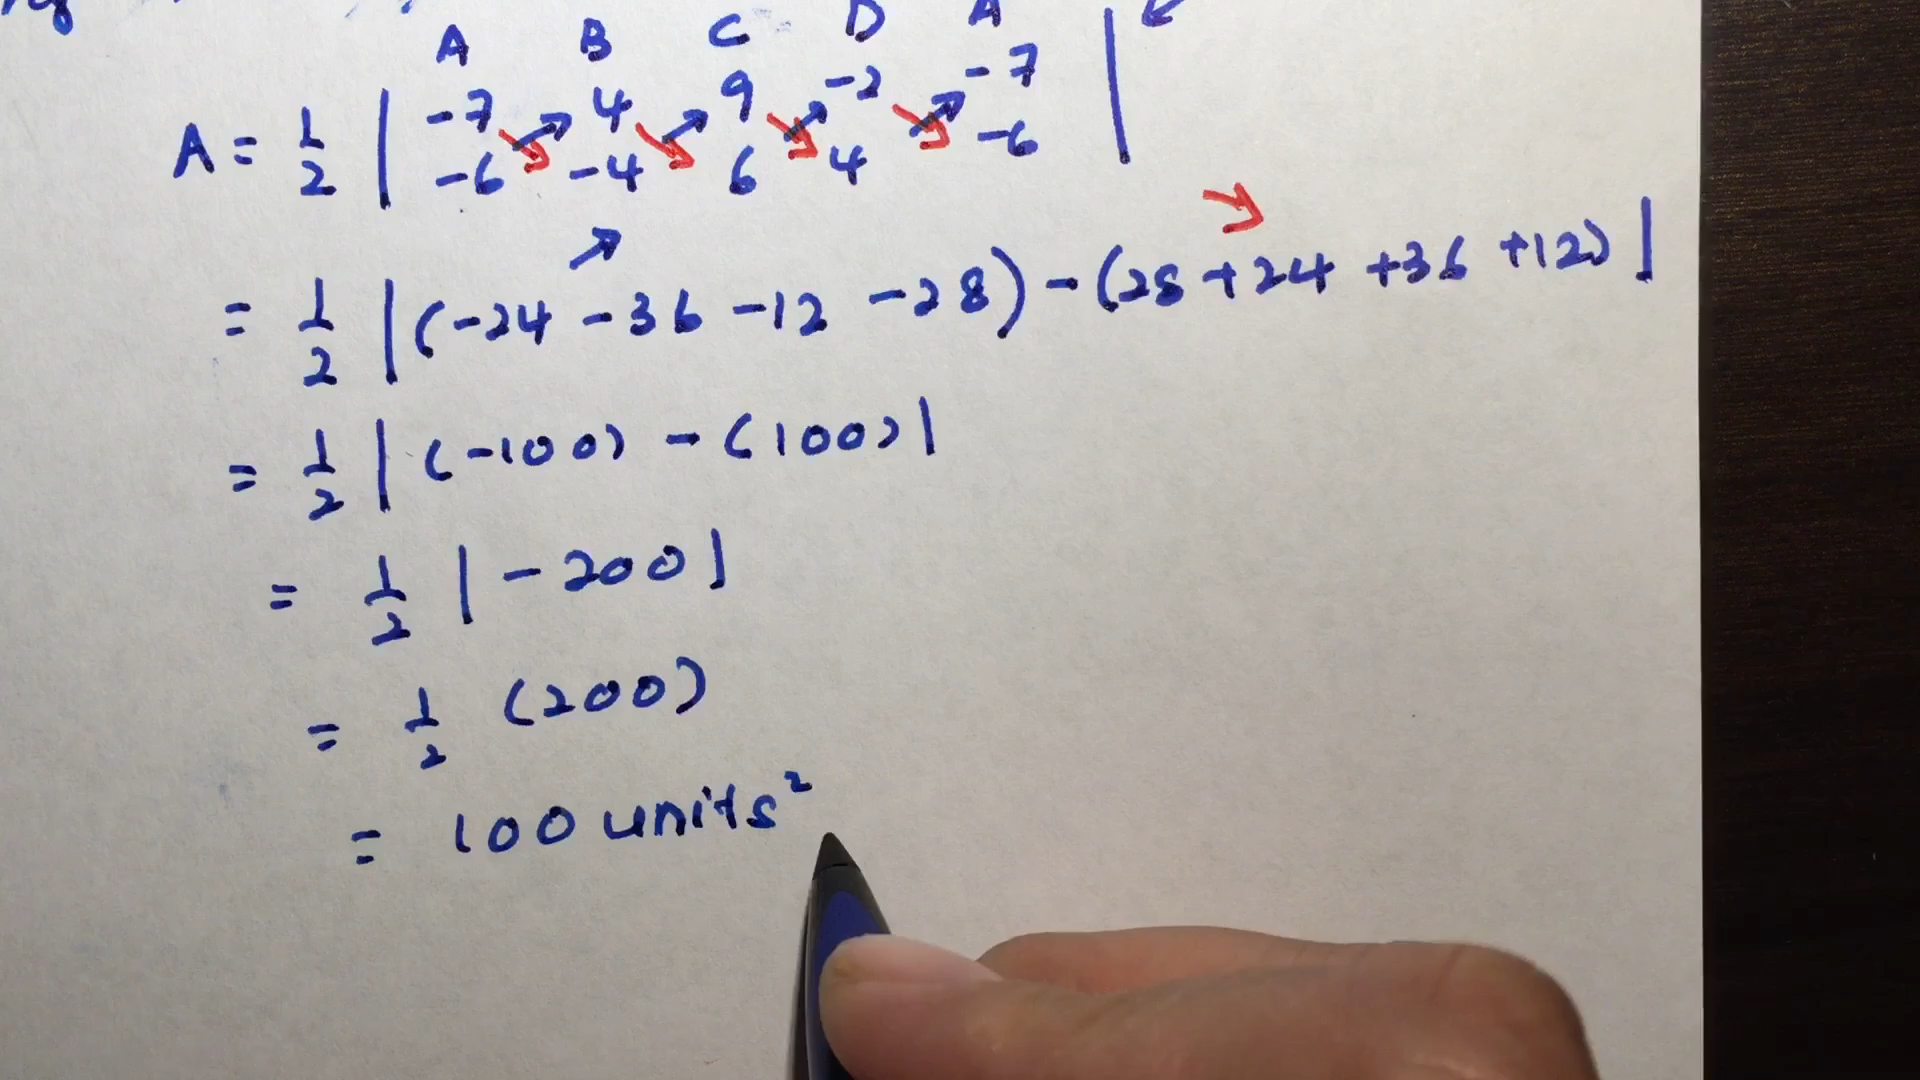 A B C D A
-7 4 9 -2 -7
A = 1/2 | -6 -4 6 4 -6 |
= 1/2 |(-24 -36 -12 -28) - (28 +24 +36 +12)|
= 1/2 |(-100) - (100)|
= 1/2 |-200|
= 1/2 (200)
= 100 units²